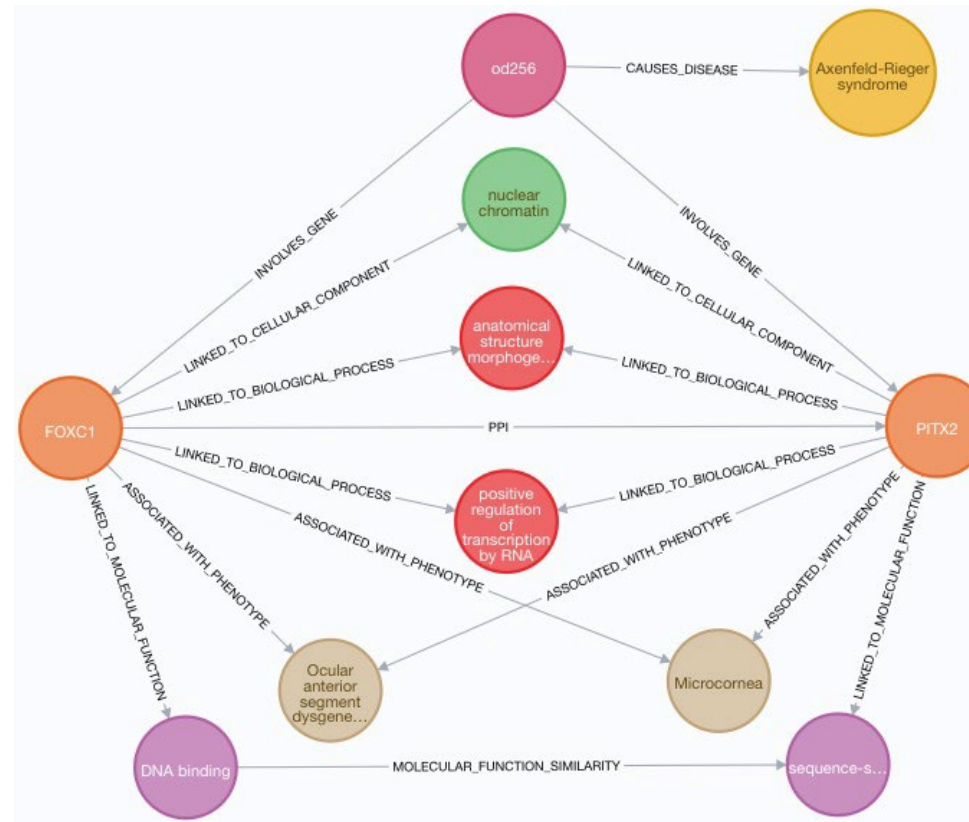 od256
CAUSES_DISEASE
Axenfeld-Rieger
syndrome
nuclear
chromatin
INVOLVES_GENE
INVOLVES_GENE
LINKED_TO_CELLULAR_COMPONENT
LINKED_TO_CELLULAR_COMPONENT
anatomical
structure
morphoge...
LINKED_TO_BIOLOGICAL_PROCESS
LINKED_TO_BIOLOGICAL_PROCESS
FOXC1
PPI
PITX2
LINKED_TO_BIOLOGICAL_PROCESS
LINKED_TO_BIOLOGICAL_PROCESS
positive
regulation
of
transcription
by RNA
ASSOCIATED_WITH_PHENOTYPE
ASSOCIATED_WITH_PHENOTYPE
ASSOCIATED_WITH_PHENOTYPE
ASSOCIATED_WITH_PHENOTYPE
LINKED_TO_MOLECULAR_FUNCTION
LINKED_TO_MOLECULAR_FUNCTION
Ocular
anterior
segment
dysgene...
Microcornea
DNA binding
MOLECULAR_FUNCTION_SIMILARITY
sequence-s...